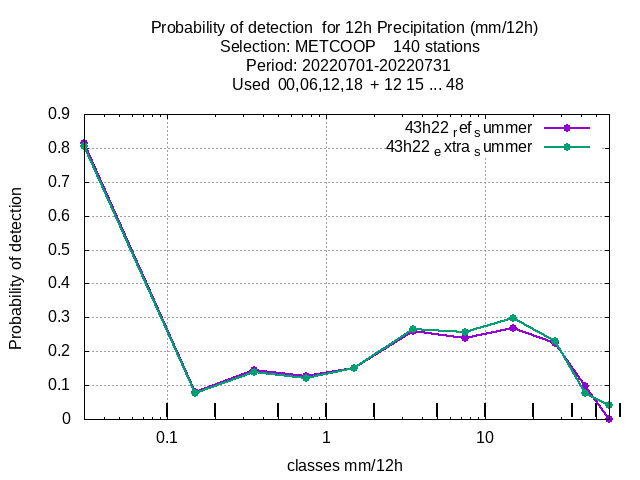 Probability of detection  for 12h Precipitation (mm/12h)
Selection: METCOOP    140 stations
Period: 20220701-20220731
Used  00,06,12,18  + 12 15 ... 48
43h22 ref summer
43h22 extra summer
Probability of detection
0.9
0.8
0.7
0.6
0.5
0.4
0.3
0.2
0.1
0
0.1 1 10
classes mm/12h